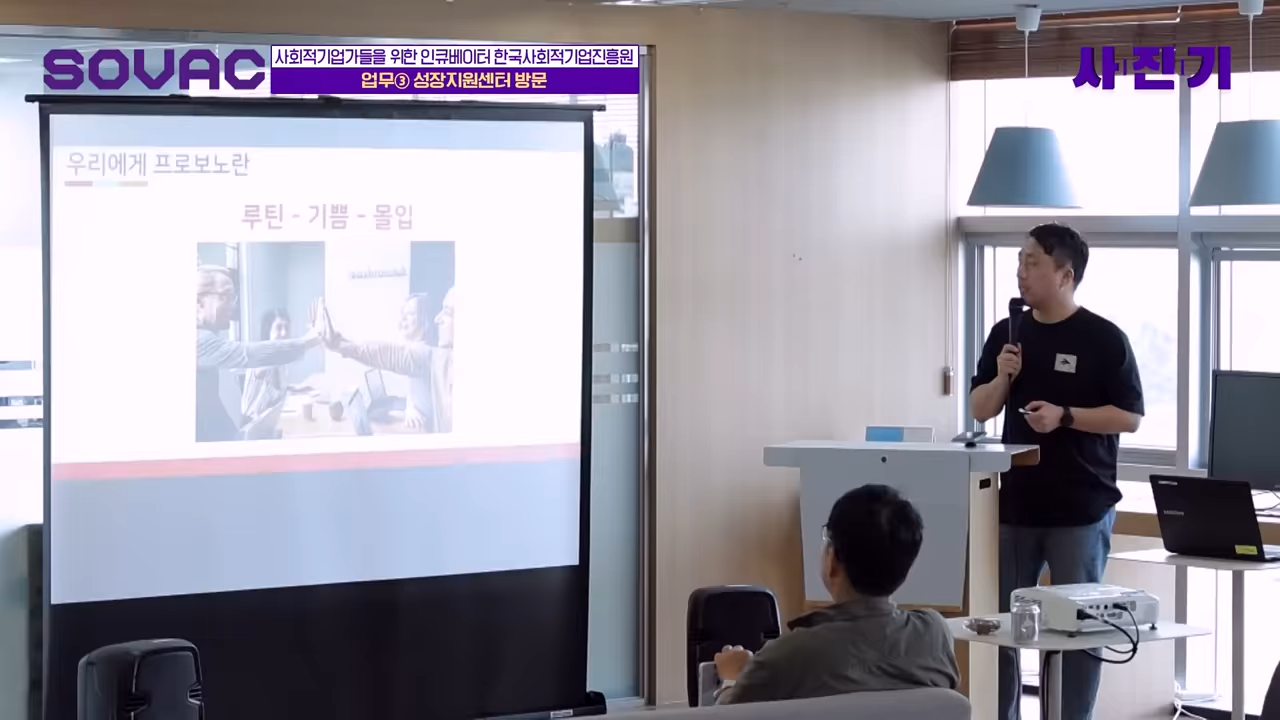 SOVAC
사회적기업가들을 위한 인큐베이터 한국사회적기업진흥원
업무③ 성장지원센터 방문
사진기
우리에게 프로보노란
루틴 - 기쁨 - 몰입